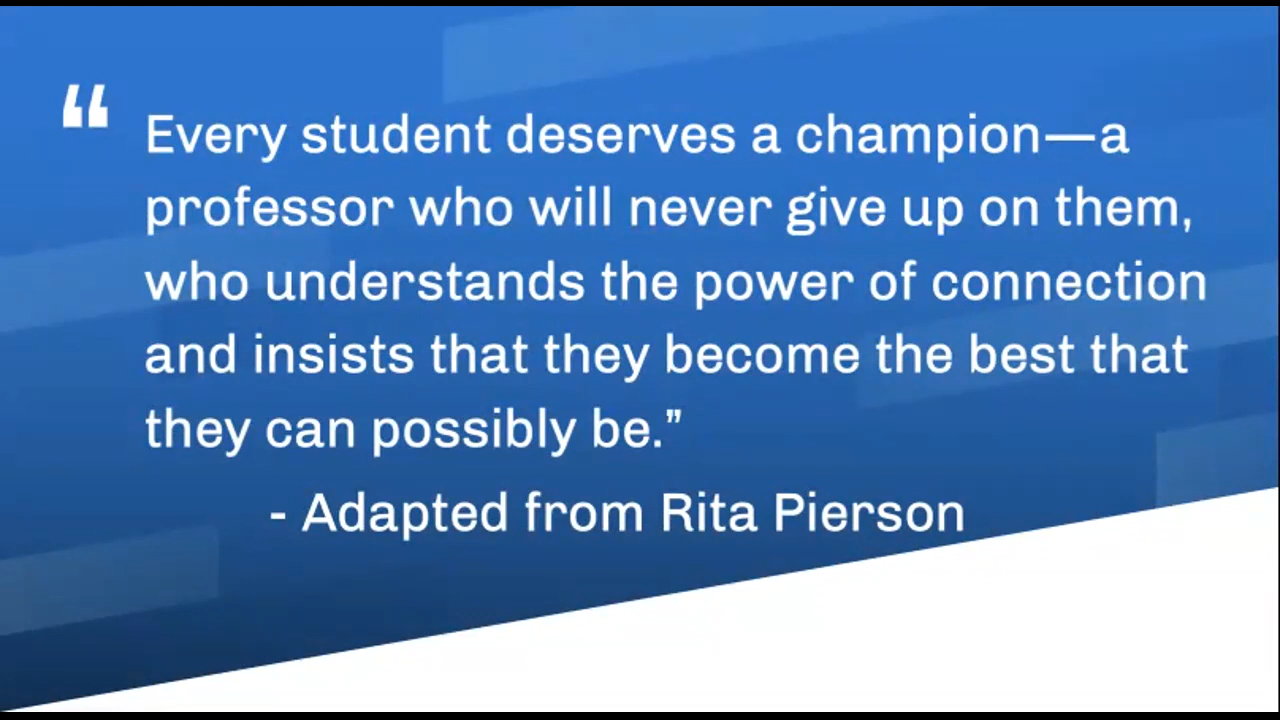 “Every student deserves a champion—a
professor who will never give up on them,
who understands the power of connection
and insists that they become the best that
they can possibly be.”
- Adapted from Rita Pierson